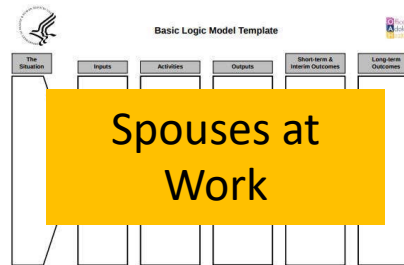 Basic Logic Model Template
The
Situation
Inputs
Activities
Outputs
Short-term &
Interim Outcomes
Long-term
Outcomes
Spouses at
Work